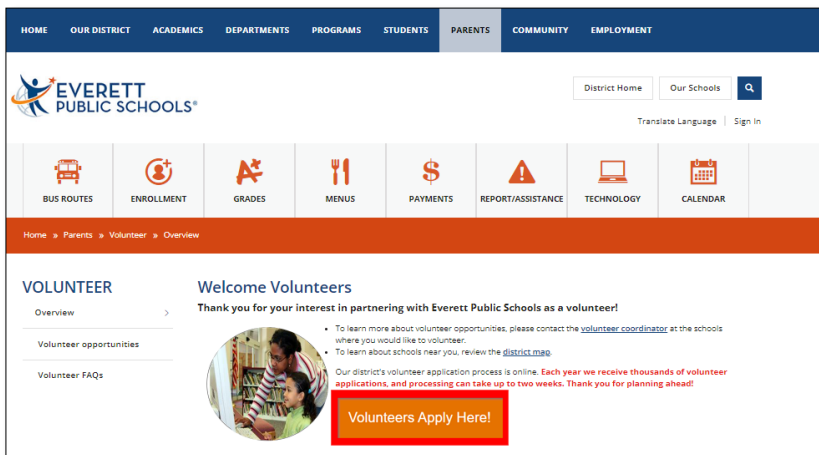 HOME OUR DISTRICT ACADEMICS DEPARTMENTS PROGRAMS STUDENTS PARENTS COMMUNITY EMPLOYMENT
EVERETT
PUBLIC SCHOOLS®
District Home Our Schools
Translate Language | Sign In
BUS ROUTES ENROLLMENT GRADES MENUS PAYMENTS REPORT/ASSISTANCE TECHNOLOGY CALENDAR
Home » Parents » Volunteer » Overview
VOLUNTEER
Overview >
Volunteer opportunities
Volunteer FAQs
Welcome Volunteers
Thank you for your interest in partnering with Everett Public Schools as a volunteer!
• To learn more about volunteer opportunities, please contact the volunteer coordinator at the schools
where you would like to volunteer.
• To learn about schools near you, review the district map.
Our district's volunteer application process is online. Each year we receive thousands of volunteer
applications, and processing can take up to two weeks. Thank you for planning ahead!
Volunteers Apply Here!